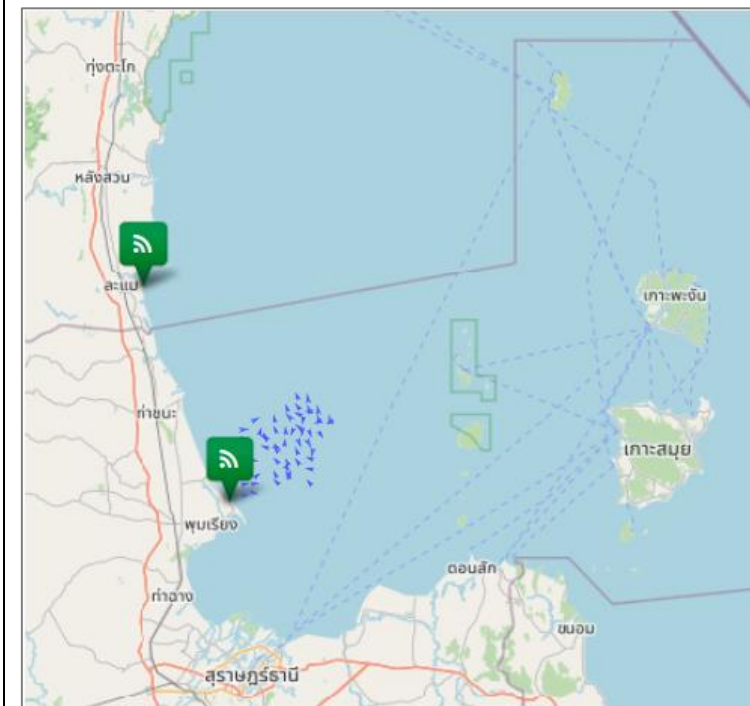 ทุ่งตะโก
หลังสวน
ละแม
เกาะพะงัน
ท่าชนะ
เกาะสมุย
พุมเรียง
ดอนสัก
ท่าฉาง
ขนอม
สุราษฎร์ธานี